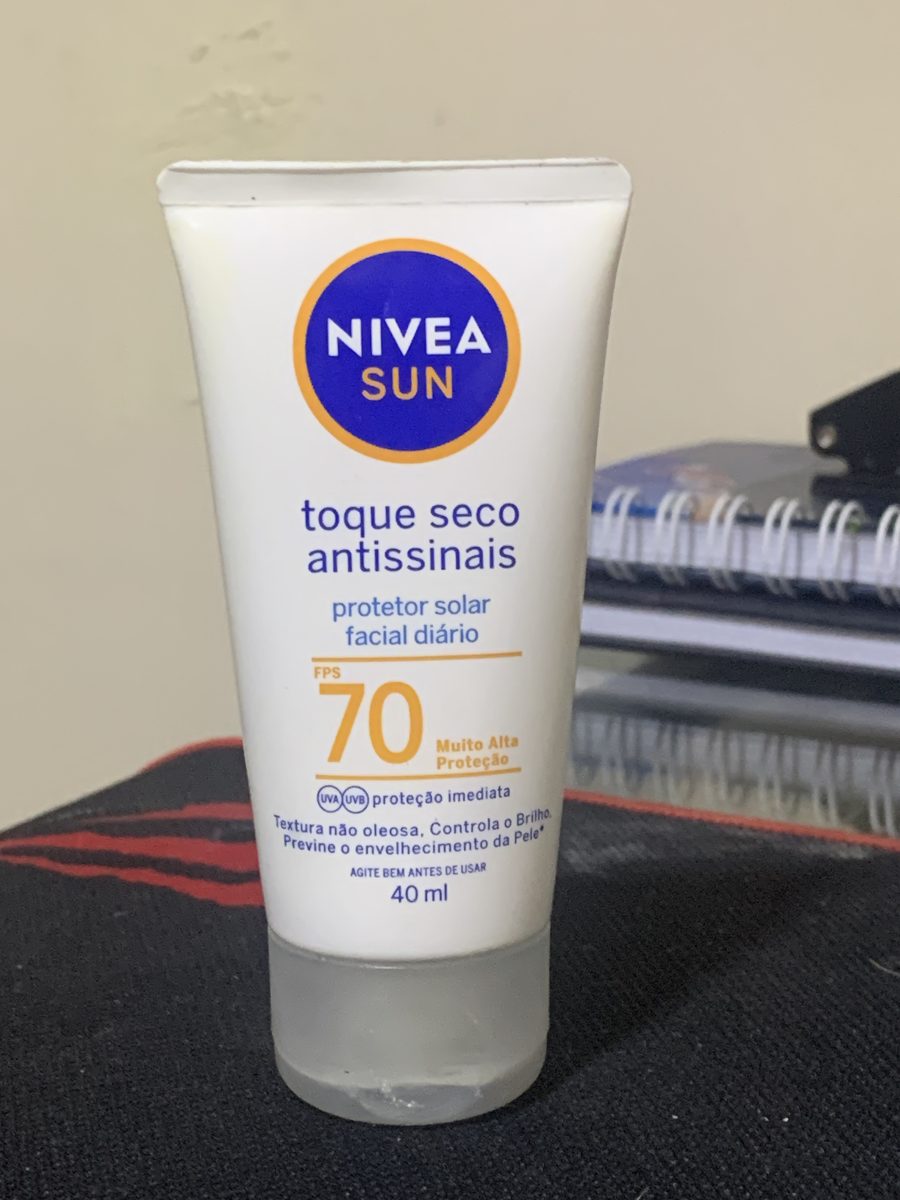 NIVEA
SUN
toque seco
antissinais
protetor solar
facial diário
FPS
70
Muito Alta
Proteção
UVA UVB proteção imediata
Textura não oleosa, Controla o Brilho,
Previne o envelhecimento da Pele*
AGITE BEM ANTES DE USAR
40 ml